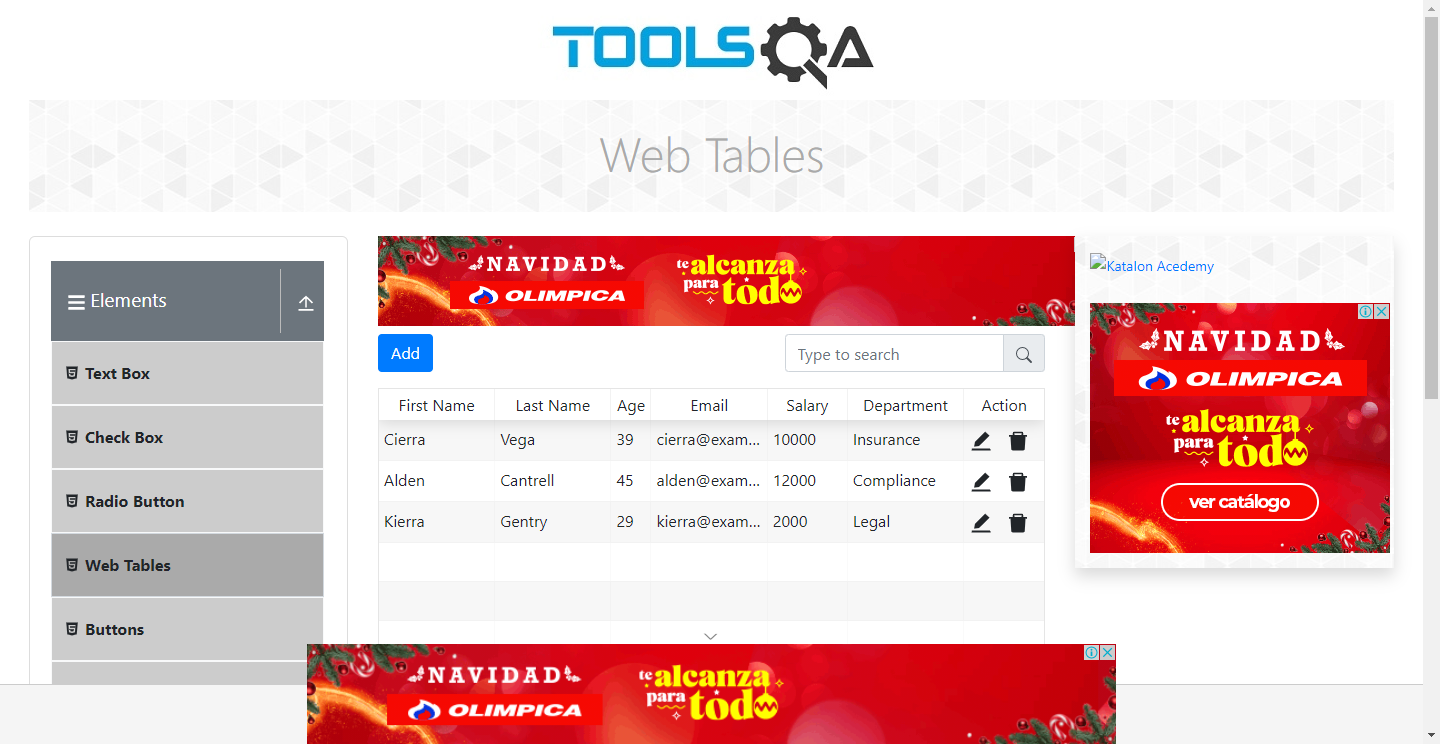 TOOLSQA
Web Tables
Elements
Text Box
Check Box
Radio Button
Web Tables
Buttons
NAVIDAD
OLIMPICA
te alcanza
para todo
Add
Type to search
First Name Last Name Age Email Salary Department Action
Cierra Vega 39 cierra@exam... 10000 Insurance
Alden Cantrell 45 alden@exam... 12000 Compliance
Kierra Gentry 29 kierra@exam... 2000 Legal
Katalon Acedemy
NAVIDAD
OLIMPICA
te alcanza
para todo
ver catálogo
NAVIDAD
OLIMPICA
te alcanza
para todo